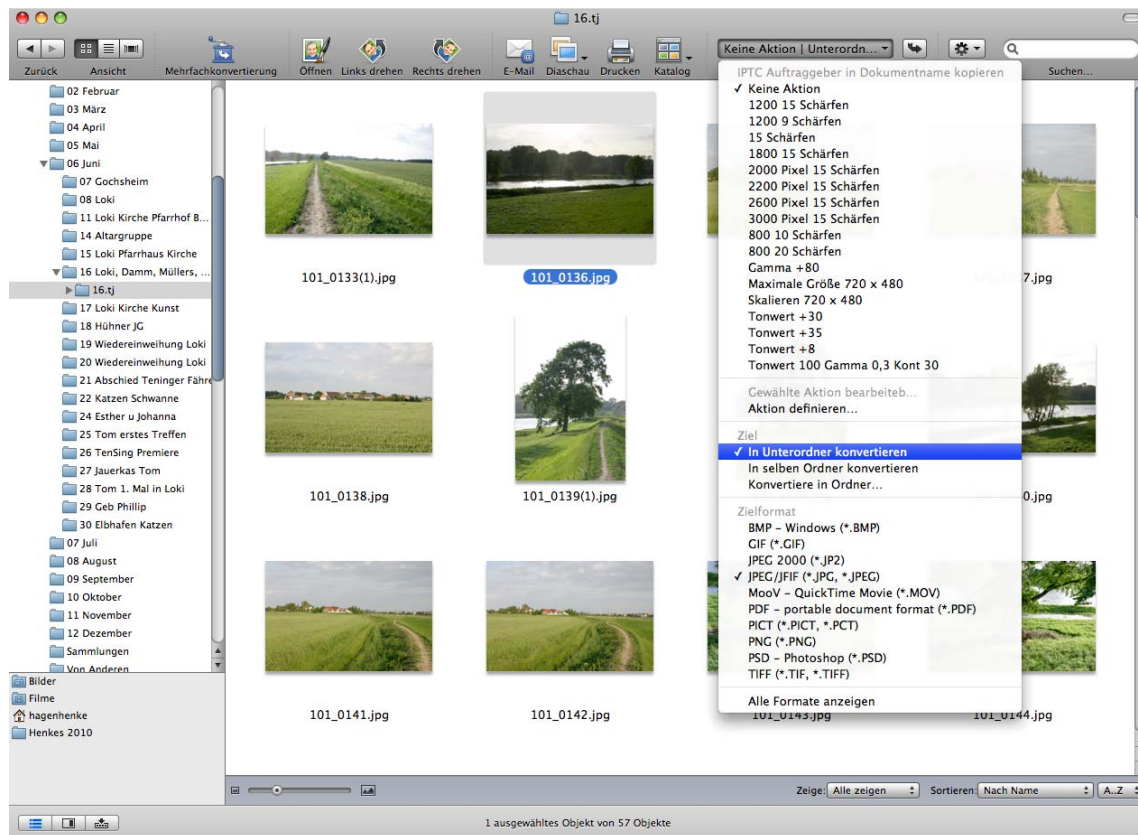 16.tj
Keine Aktion | Unterordn...
Zurück Ansicht Mehrfachkonvertierung Öffnen Links drehen Rechts drehen E-Mail Diaschau Drucken Katalog Suchen...
02 Februar
03 März
04 April
05 Mai
06 Juni
07 Gochsheim
08 Loki
11 Loki Kirche Pfarrhof B...
14 Altargruppe
15 Loki Pfarrhaus Kirche
16 Loki, Damm, Müllers, ...
16.tj
17 Loki Kirche Kunst
18 Hühner JG
19 Wiedereinweihung Loki
20 Wiedereinweihung Loki
21 Abschied Teninger Fähre
22 Katzen Schwanne
24 Esther u Johanna
25 Tom erstes Treffen
26 TenSing Premiere
27 Jauerkas Tom
28 Tom 1. Mal in Loki
29 Geb Phillip
30 Elbhafen Katzen
07 Juli
08 August
09 September
10 Oktober
11 November
12 Dezember
Sammlungen
Von Anderen
Bilder
Filme
hagenhenke
Henkes 2010
101_0133(1).jpg
101_0136.jpg
7.jpg
101_0138.jpg
101_0139(1).jpg
0.jpg
101_0141.jpg
101_0142.jpg
101_0143.jpg
101_0144.jpg
IPTC Auftraggeber in Dokumentname kopieren
✓ Keine Aktion
1200 15 Schärfen
1200 9 Schärfen
15 Schärfen
1800 15 Schärfen
2000 Pixel 15 Schärfen
2200 Pixel 15 Schärfen
2600 Pixel 15 Schärfen
3000 Pixel 15 Schärfen
800 10 Schärfen
800 20 Schärfen
Gamma +80
Maximale Größe 720 x 480
Skalieren 720 x 480
Tonwert +30
Tonwert +35
Tonwert +8
Tonwert 100 Gamma 0,3 Kont 30
Gewählte Aktion bearbeiteb...
Aktion definieren...
Ziel
✓ In Unterordner konvertieren
In selben Ordner konvertieren
Konvertiere in Ordner...
Zielformat
BMP – Windows (*.BMP)
GIF (*.GIF)
JPEG 2000 (*.JP2)
✓ JPEG/JFIF (*.JPG, *.JPEG)
MooV – QuickTime Movie (*.MOV)
PDF – portable document format (*.PDF)
PICT (*.PICT, *.PCT)
PNG (*.PNG)
PSD – Photoshop (*.PSD)
TIFF (*.TIF, *.TIFF)
Alle Formate anzeigen
Zeige: Alle zeigen Sortieren: Nach Name A..Z
1 ausgewähltes Objekt von 57 Objekte